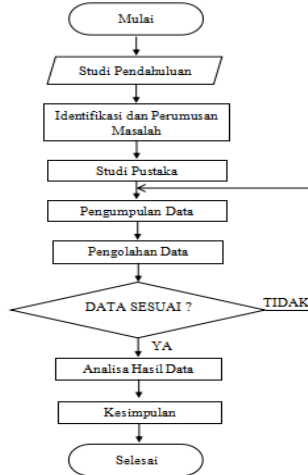 Mulai
Studi Pendahuluan
Identifikasi dan Perumusan
Masalah
Studi Pustaka
Pengumpulan Data
Pengolahan Data
DATA SESUAI ?
TIDAK
YA
Analisa Hasil Data
Kesimpulan
Selesai